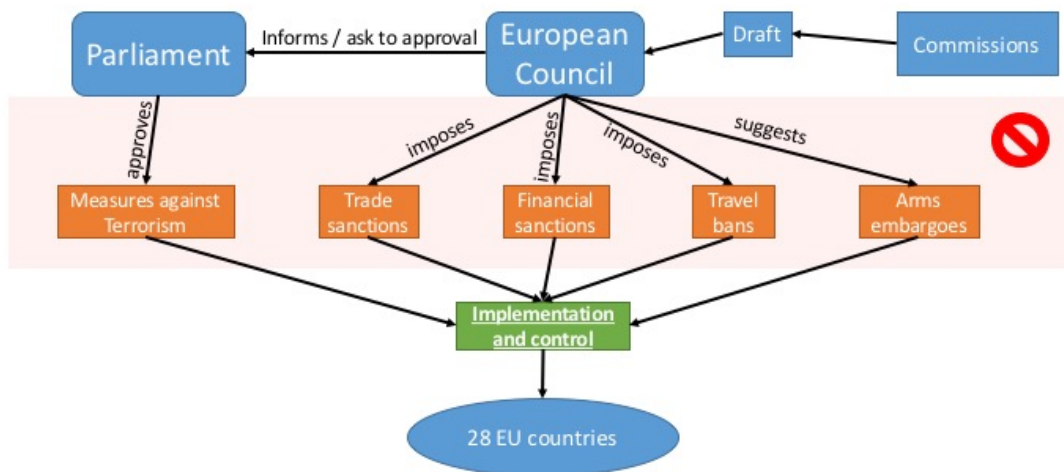 Parliament
Informs / ask to approval
European
Council
Draft
Commissions
approves
imposes
imposes
imposes
suggests
Measures against
Terrorism
Trade
sanctions
Financial
sanctions
Travel
bans
Arms
embargoes
Implementation
and control
28 EU countries